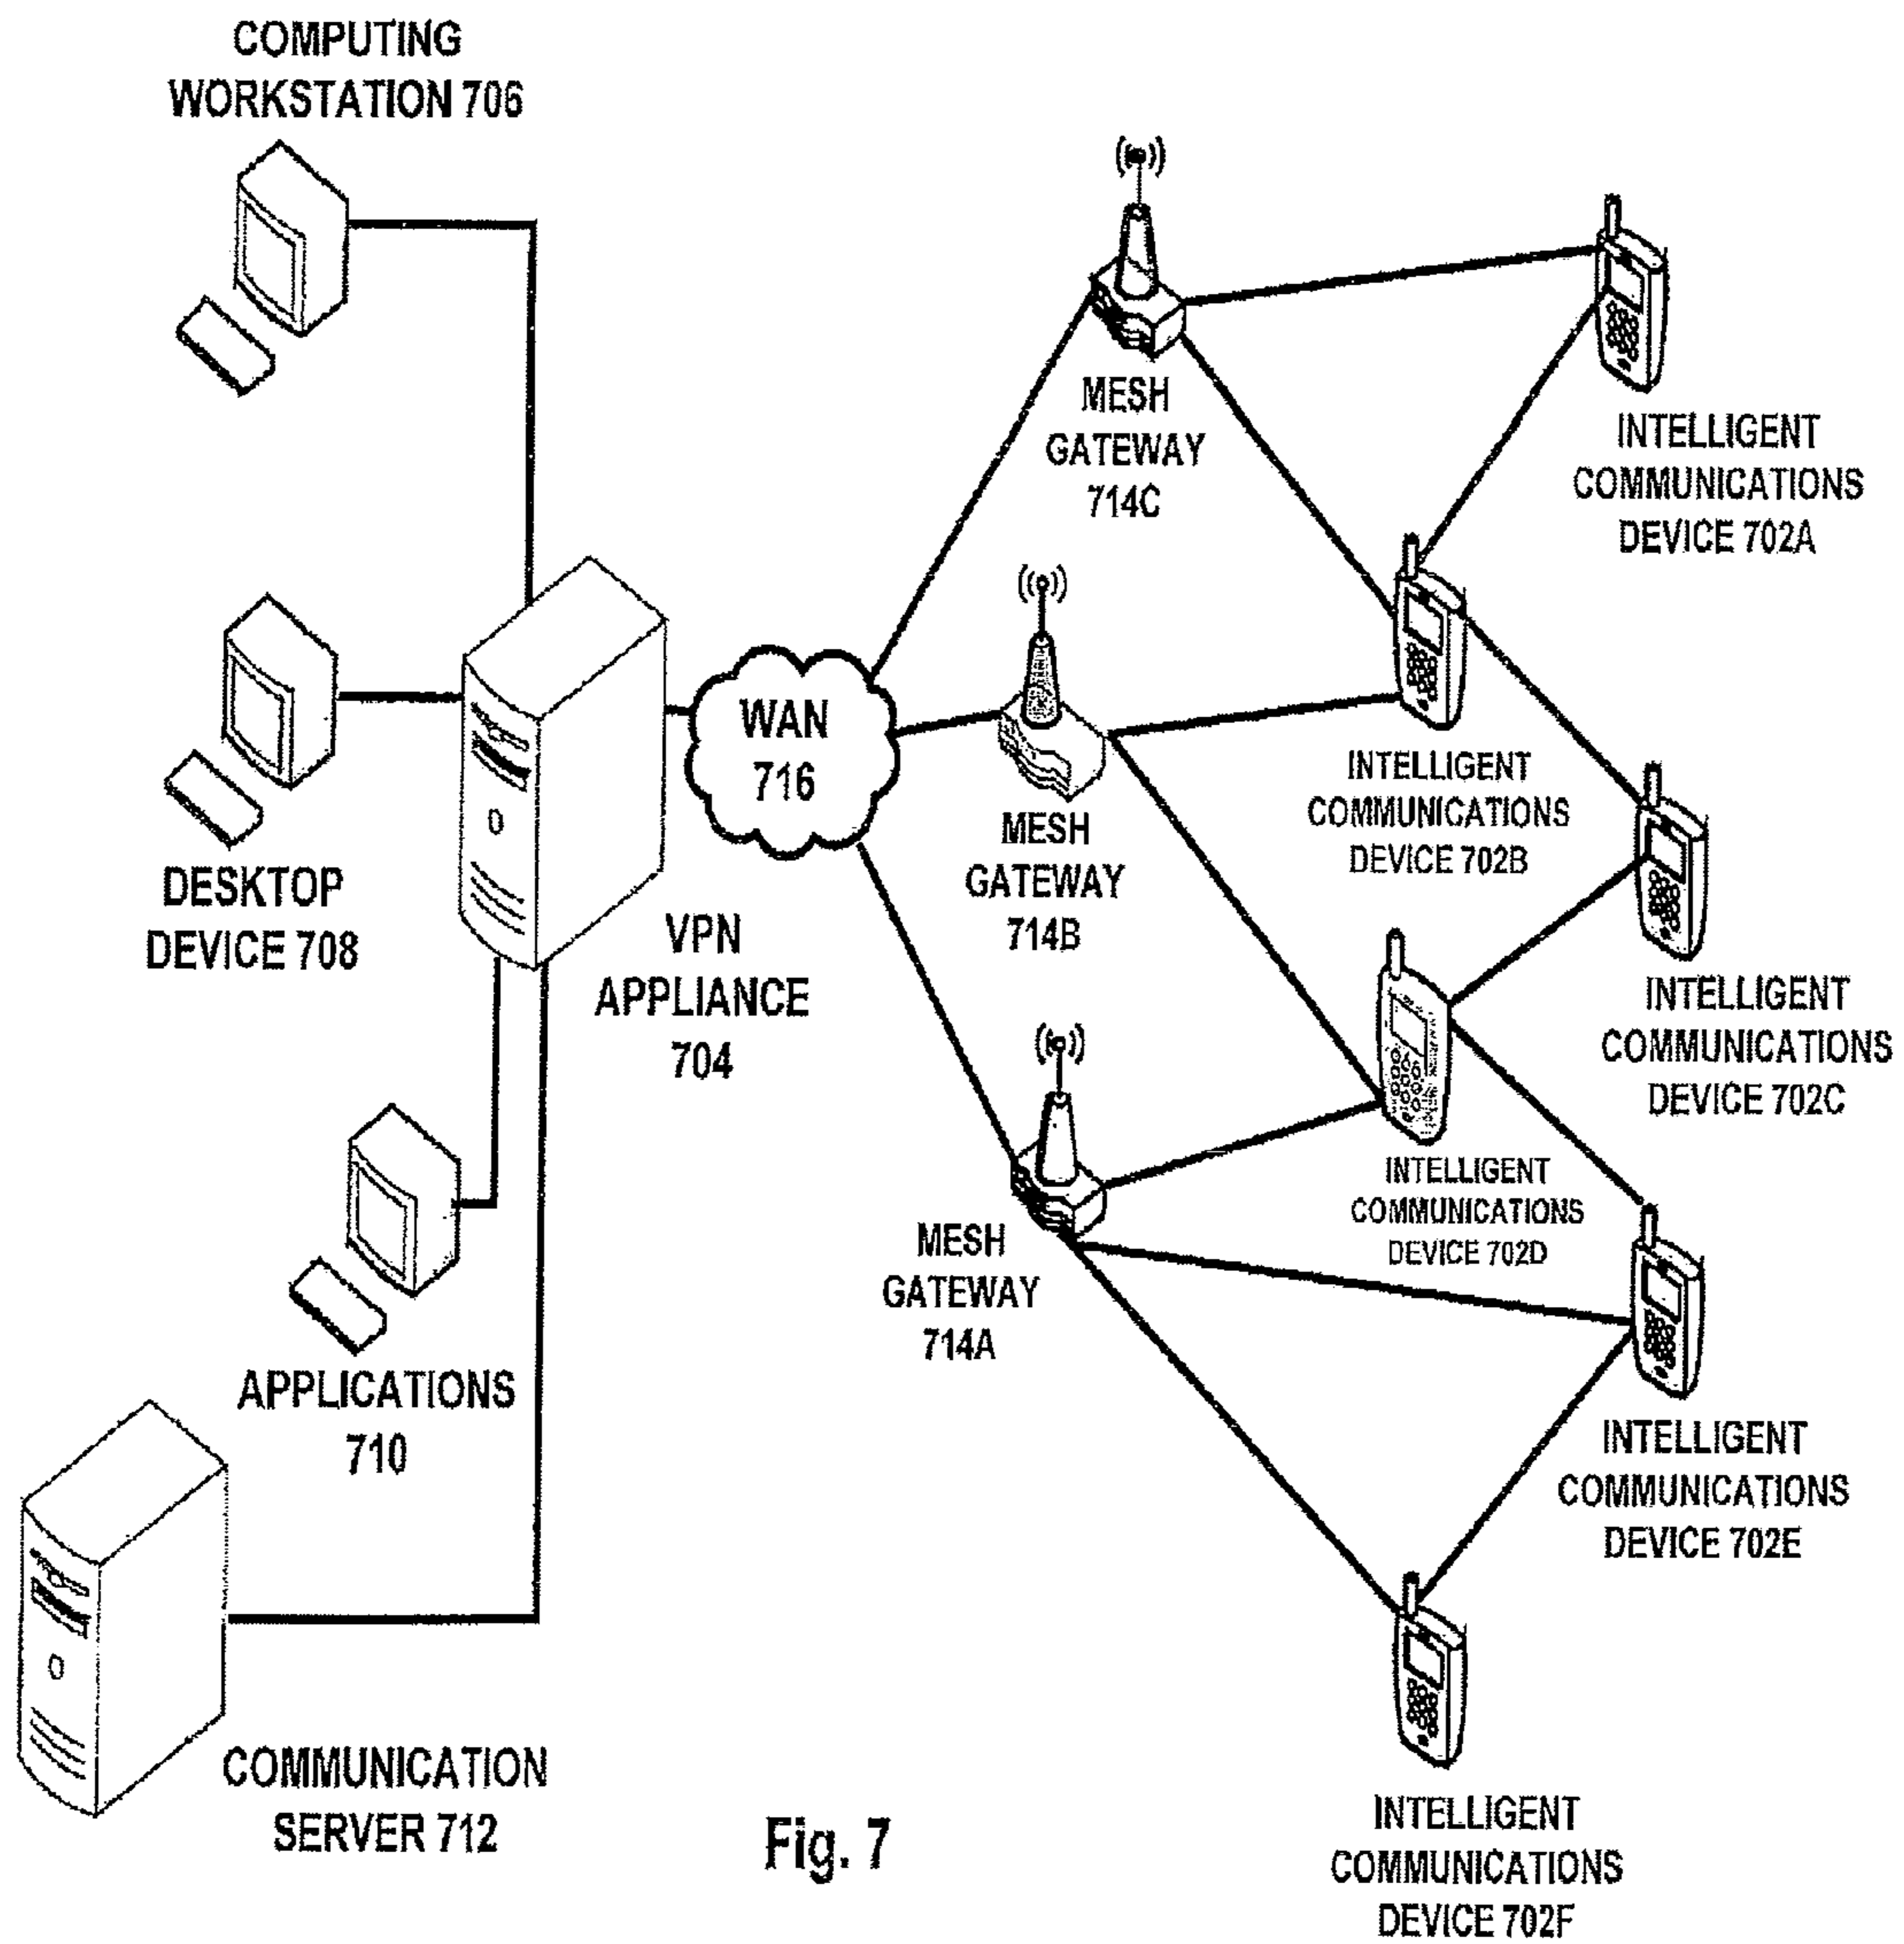 COMPUTING
WORKSTATION 706
MESH
GATEWAY
714C
INTELLIGENT
COMMUNICATIONS
DEVICE 702A
WAN
716
DESKTOP
DEVICE 708
VPN
APPLIANCE
704
MESH
GATEWAY
714B
INTELLIGENT
COMMUNICATIONS
DEVICE 702B
INTELLIGENT
COMMUNICATIONS
DEVICE 702C
INTELLIGENT
COMMUNICATIONS
DEVICE 702D
MESH
GATEWAY
714A
APPLICATIONS
710
INTELLIGENT
COMMUNICATIONS
DEVICE 702E
COMMUNICATION
SERVER 712
INTELLIGENT
COMMUNICATIONS
DEVICE 702F
Fig. 7